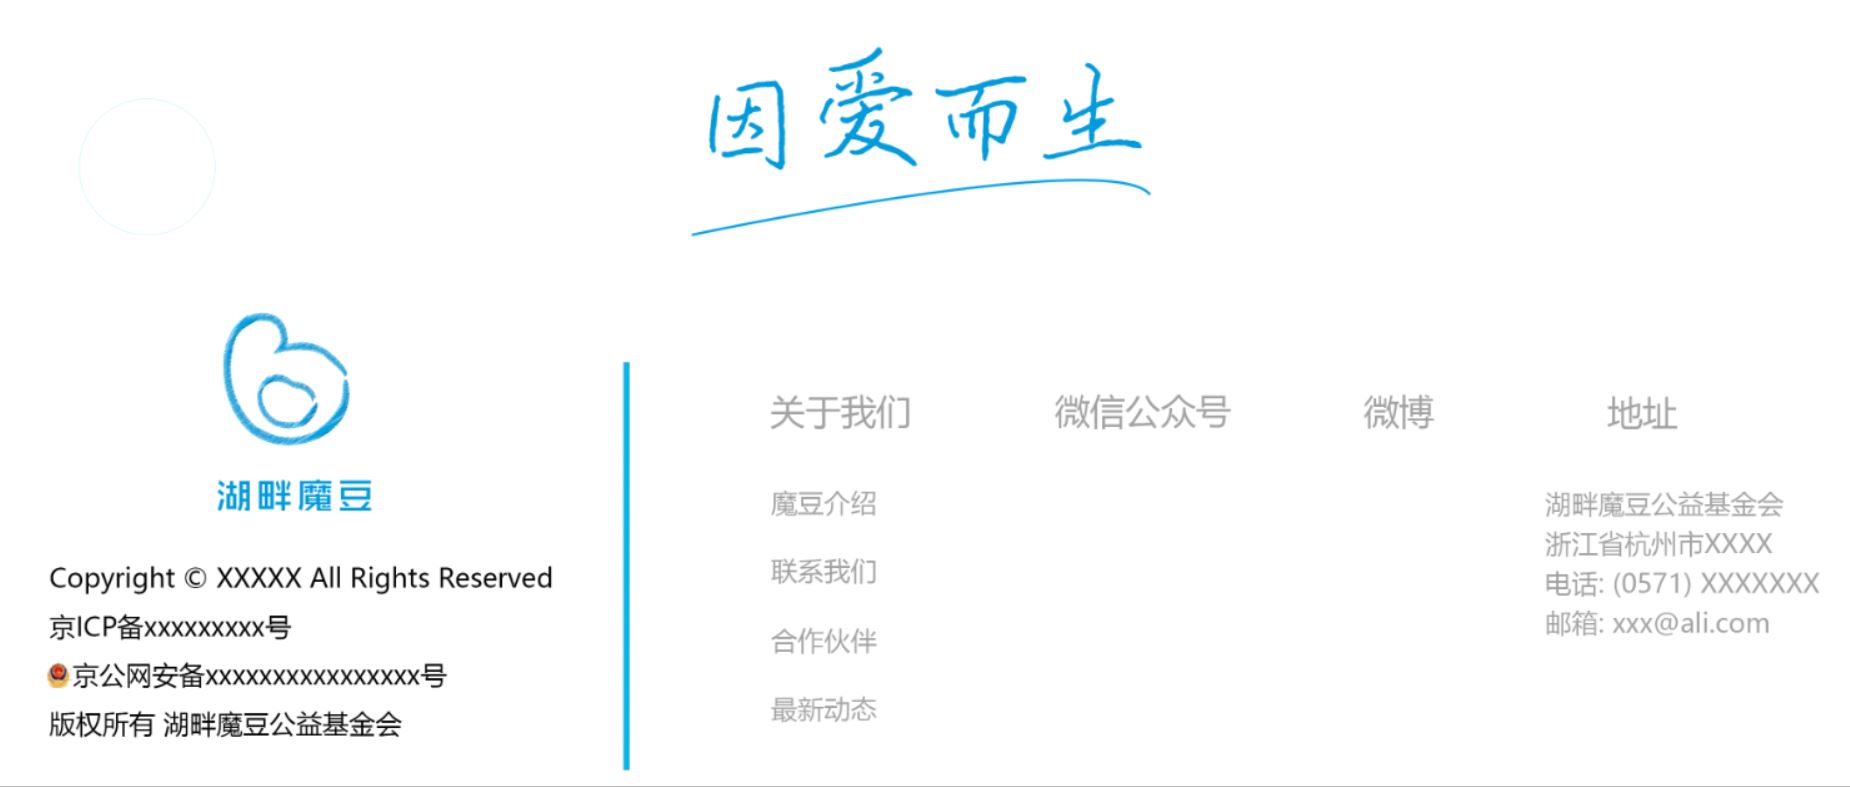 因爱而生
湖畔魔豆
Copyright © XXXXX All Rights Reserved
京ICP备xxxxxxxxx号
京公网安备xxxxxxxxxxxxxxxx号
版权所有 湖畔魔豆公益基金会
关于我们
魔豆介绍
联系我们
合作伙伴
最新动态
微信公众号
微博
地址
湖畔魔豆公益基金会
浙江省杭州市XXXX
电话: (0571) XXXXXXX
邮箱: xxx@ali.com